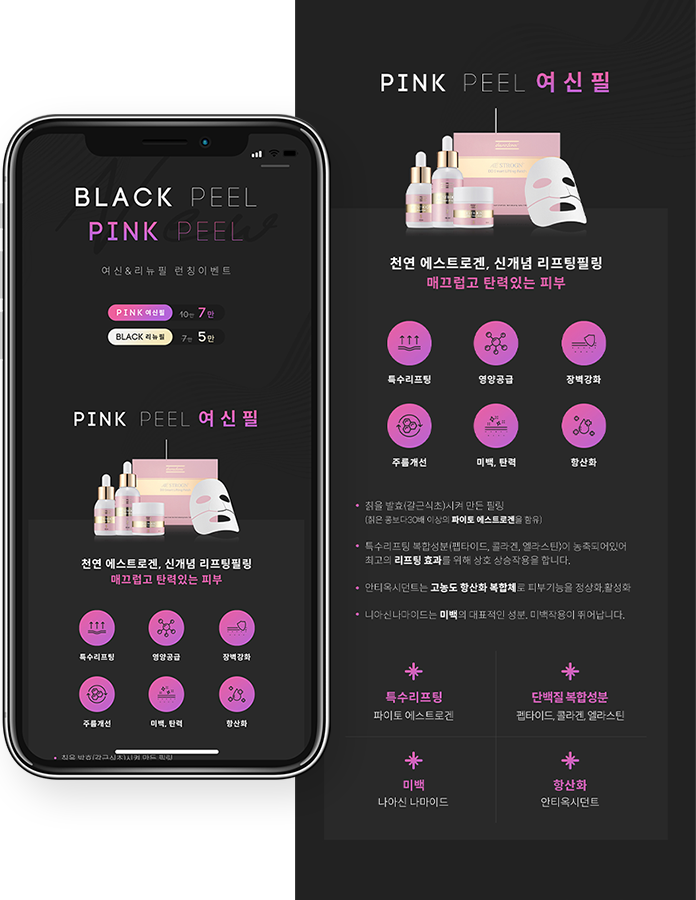 BLACK PEEL
PINK PEEL
여신&리뉴필 런칭이벤트
PINK 여신필 10만 7만
BLACK 리뉴필 7만 5만
PINK PEEL 여신필
천연 에스트로겐, 신개념 리프팅필링
매끄럽고 탄력있는 피부
특수리프팅 영양공급 장벽강화
주름개선 미백, 탄력 항산화
• 칡을 발효(갈근식초)시켜 만든 필링
PINK PEEL 여신필
천연 에스트로겐, 신개념 리프팅필링
매끄럽고 탄력있는 피부
특수리프팅 영양공급 장벽강화
주름개선 미백, 탄력 항산화
• 칡을 발효(갈근식초)시켜 만든 필링
(칡은 콩보다30배 이상의 파이토 에스트로겐을 함유)
• 특수리프팅 복합성분(펩타이드, 콜라겐, 엘라스틴)이 농축되어있어
최고의 리프팅 효과를 위해 상호 상승작용을 합니다.
• 안티옥시던트는 고농도 항산화 복합체로 피부기능을 정상화,활성화
• 니아신나마이드는 미백의 대표적인 성분. 미백작용이 뛰어납니다.
특수리프팅 단백질 복합성분
파이토 에스트로겐 펩타이드, 콜라겐, 엘라스틴
미백 항산화
나아신 나마이드 안티옥시던트